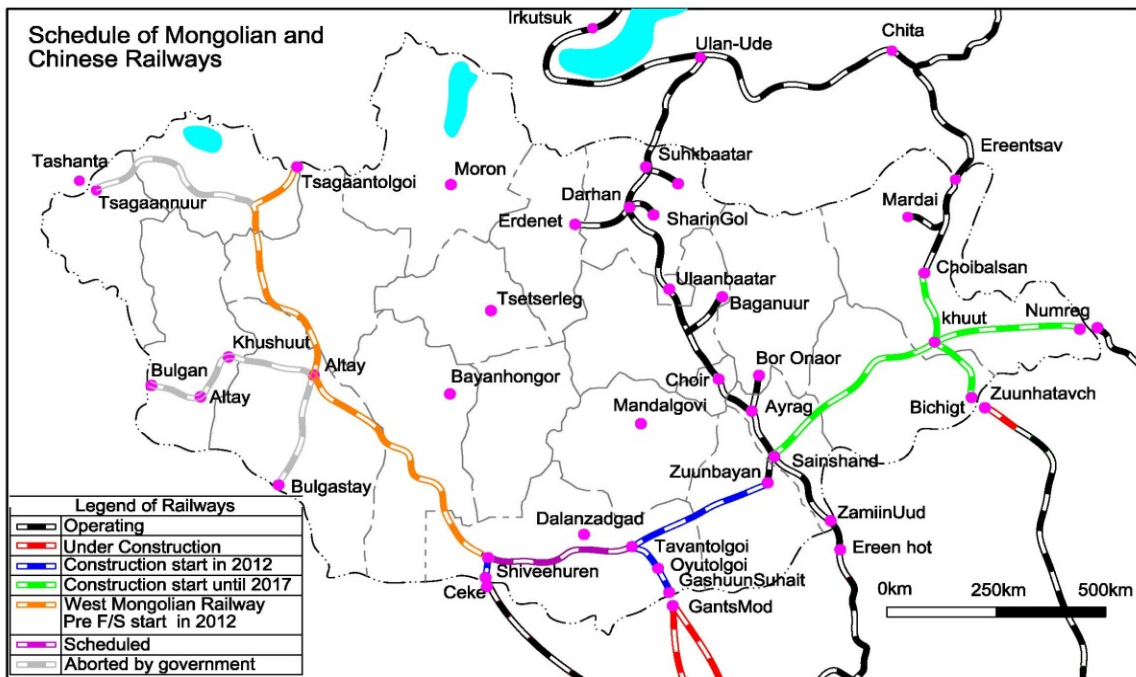 Schedule of Mongolian and
Chinese Railways
Irkutsuk
Ulan-Ude
Chita
Tashanta
Tsagaannuur
Tsagaantolgoi
Moron
Suhkbaatar
Ereentsav
Darhan
Mardai
Erdenet
SharinGol
Ulaanbaatar
Choibalsan
Baganuur
Tsetserleg
khuut
Numreg
Khushuut
Bulgan
Altay
Altay
Bayanhongor
Choir
Bor Onaor
Mandalgovi
Ayrag
Bichigt
Zuunhatavch
Sainshand
Zuunbayan
Bulgastay
Dalanzadgad
ZamiinUud
Tavantolgoi
Ereen hot
Oyutolgoi
Shiveehuren
GashuunSuhait
Ceke
GantsMod
0km 250km 500km
Legend of Railways
Operating
Under Construction
Construction start in 2012
Construction start until 2017
West Mongolian Railway
Pre F/S start in 2012
Scheduled
Aborted by government